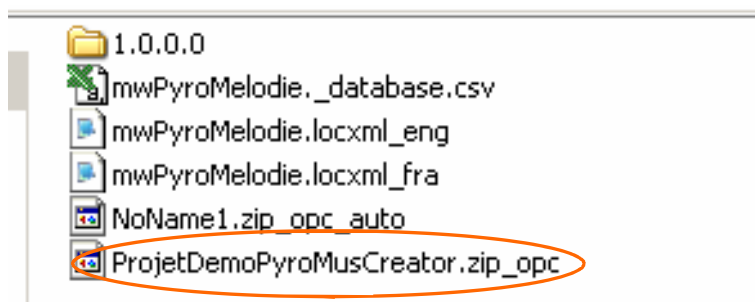 1.0.0.0
mwPyroMelodie._database.csv
mwPyroMelodie.locxml_eng
mwPyroMelodie.locxml_fra
NoName1.zip_opc_auto
ProjetDemoPyroMusCreator.zip_opc